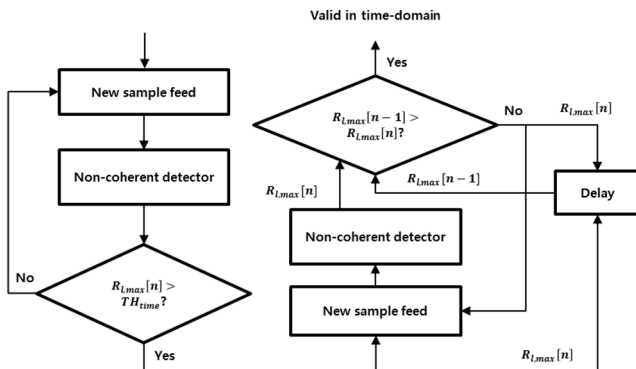 Valid in time-domain
New sample feed
Non-coherent detector
No
R_{l,max}[n] >
TH_{time}?
Yes
Yes
R_{l,max}[n − 1] >
R_{l,max}[n]?
No
R_{l,max}[n]
R_{l,max}[n]
R_{l,max}[n − 1]
Delay
Non-coherent detector
New sample feed
R_{l,max}[n]